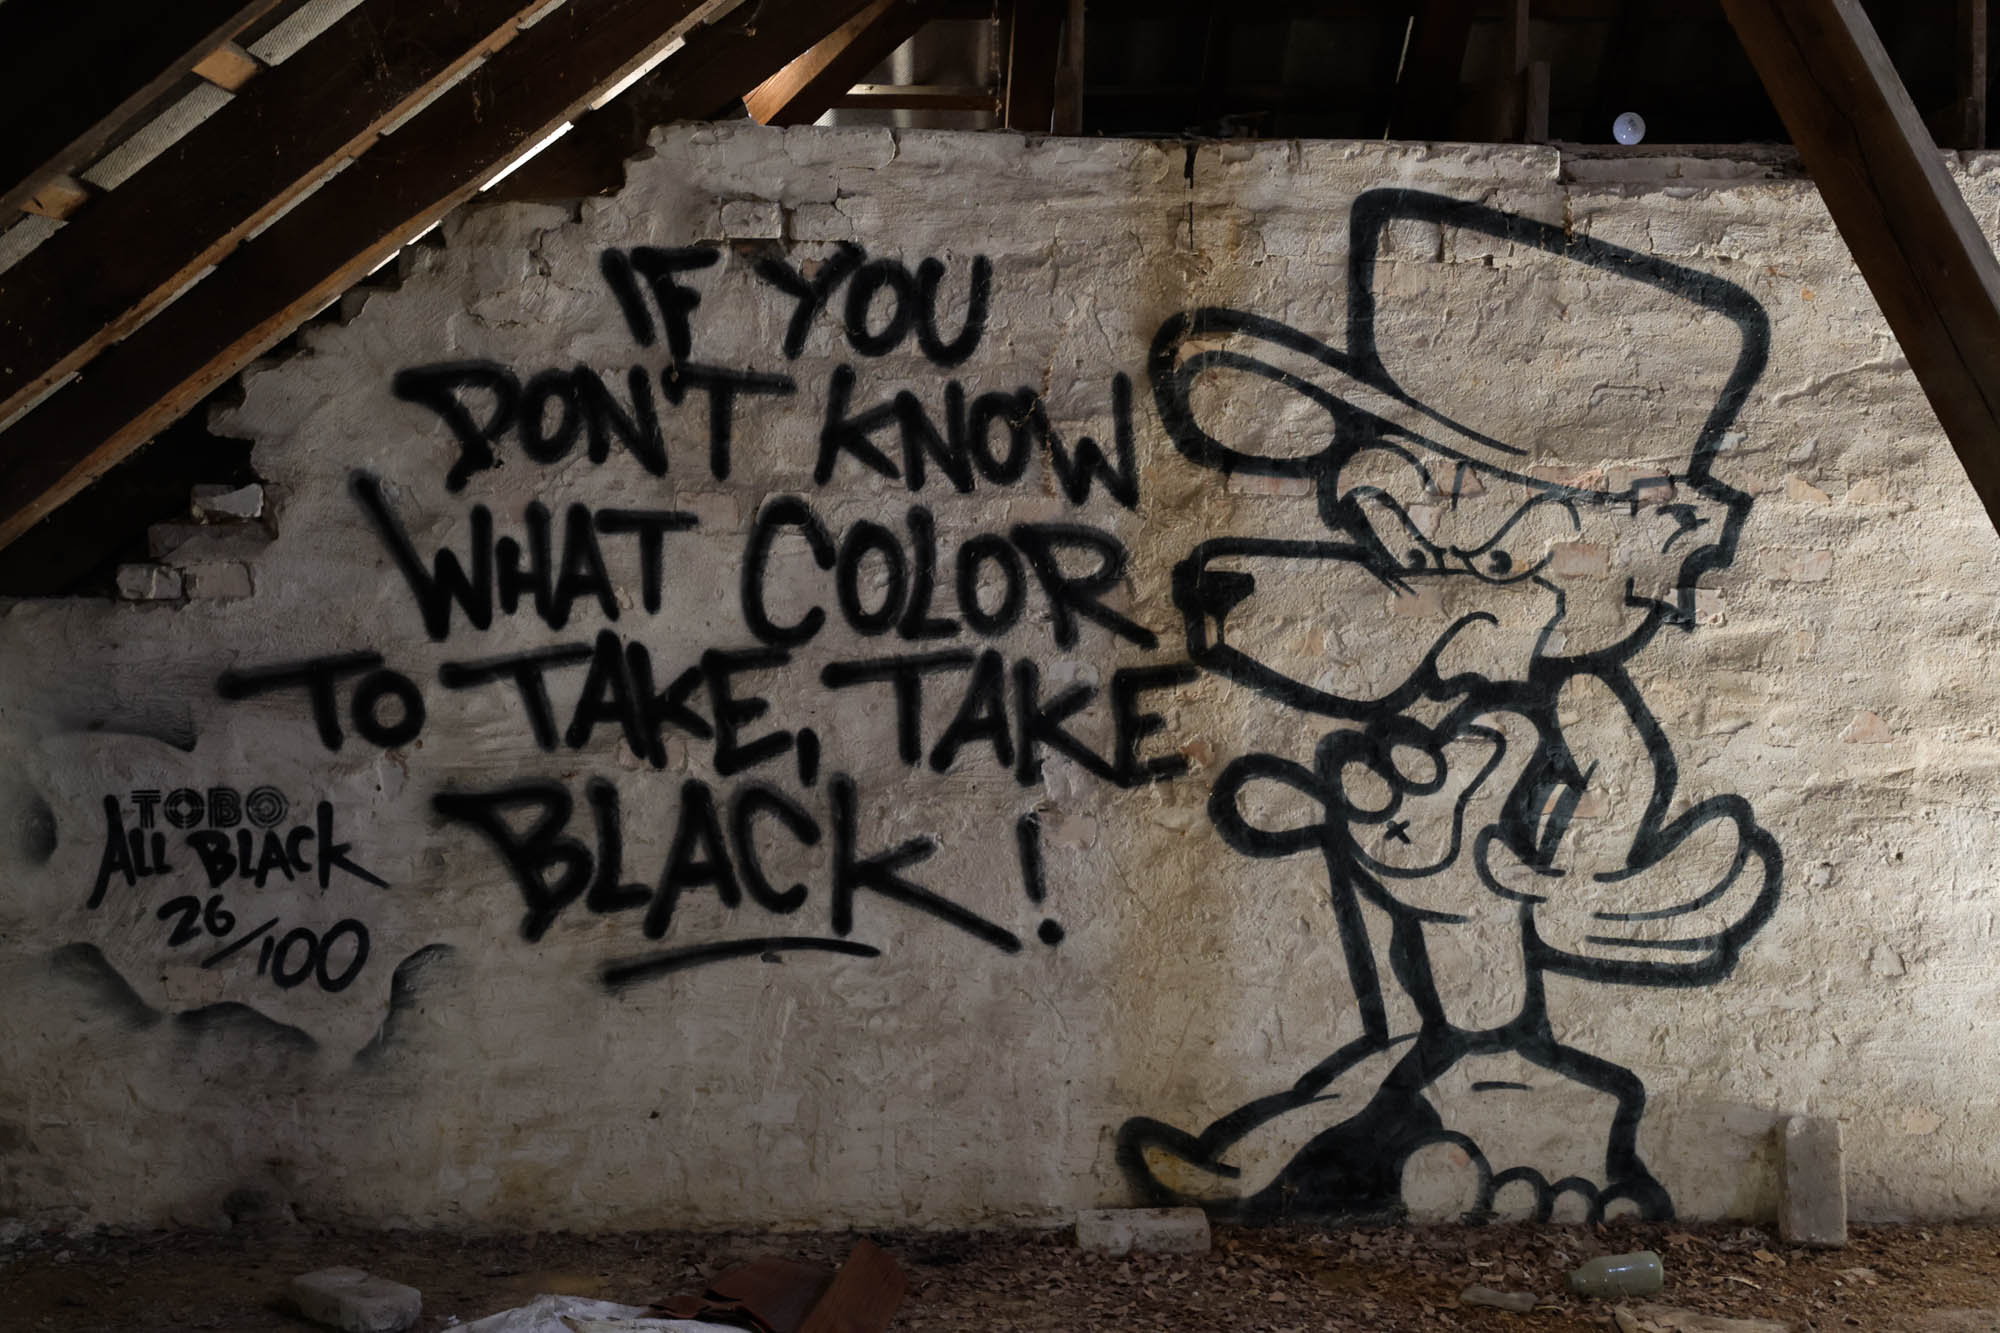 IF YOU
DON'T KNOW
WHAT COLOR
TO TAKE, TAKE
BLACK!
TOBO
ALL BLACK
26/100